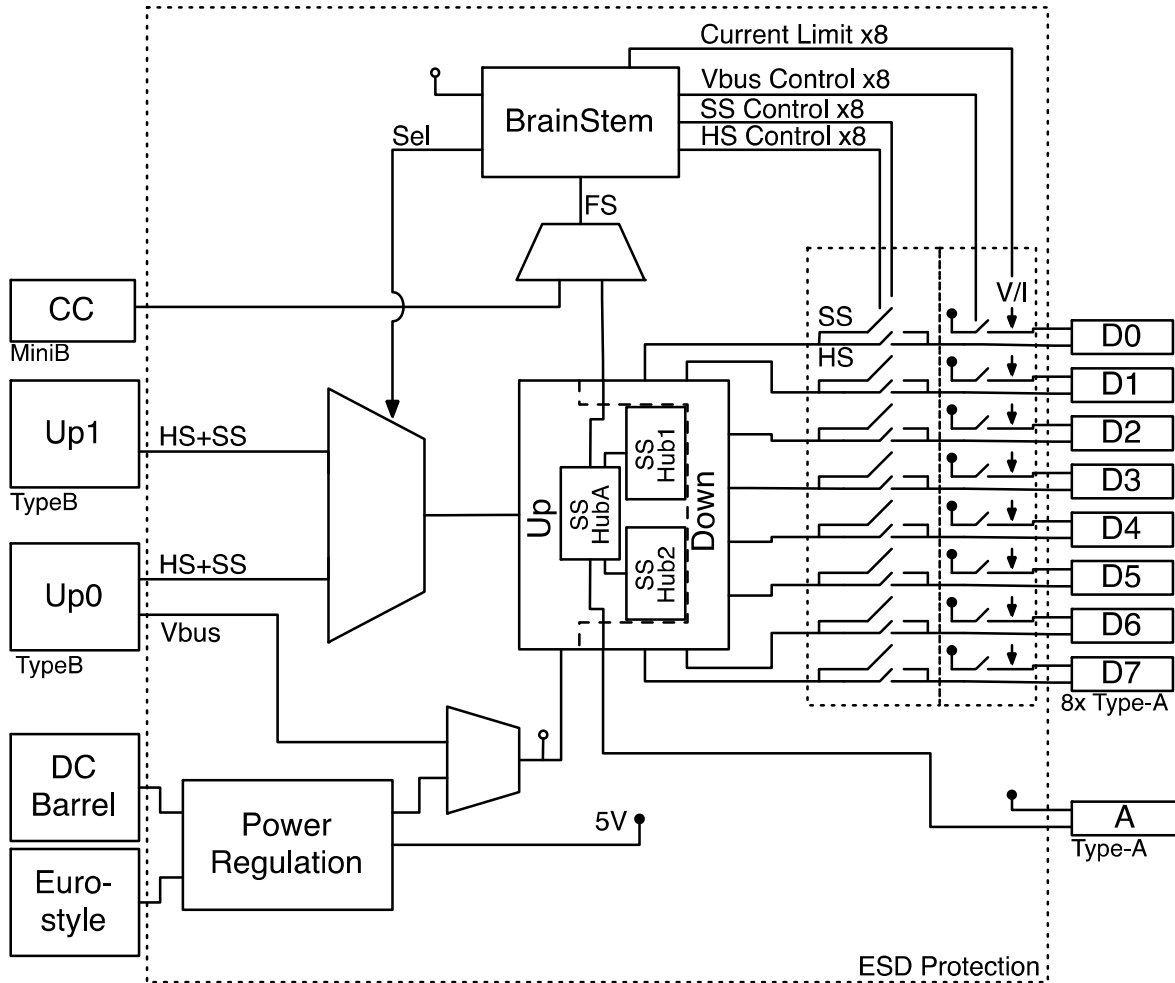 Current Limit x8
Vbus Control x8
SS Control x8
HS Control x8
BrainStem
Sel
FS
CC
MiniB
V/I
SS
HS
D0
D1
D2
D3
D4
D5
D6
D7
8x Type-A
Up1
TypeB
HS+SS
Up0
TypeB
HS+SS
Vbus
Up
SS
HubA
SS
Hub1
SS
Hub2
Down
DC
Barrel
Euro-
style
Power
Regulation
5V
A
Type-A
ESD Protection